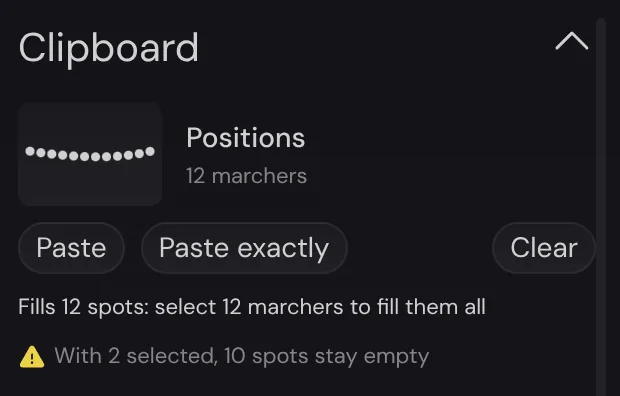 Clipboard
Positions
12 marchers
Paste
Paste exactly
Clear
Fills 12 spots: select 12 marchers to fill them all
With 2 selected, 10 spots stay empty